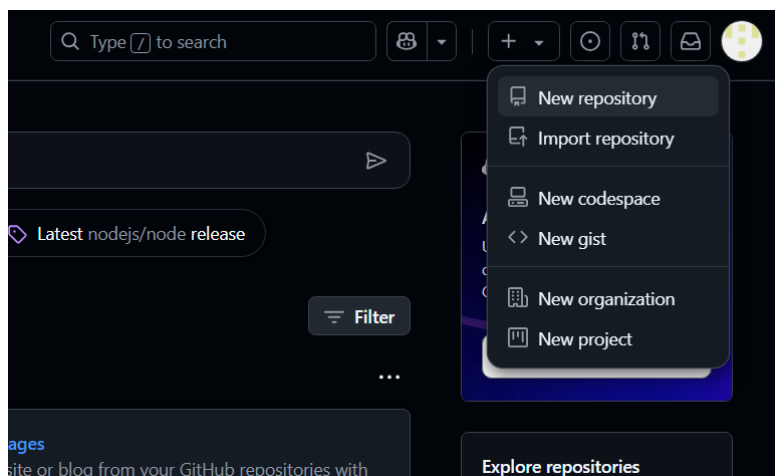 Type / to search
New repository
Import repository
New codespace
New gist
New organization
New project
Latest nodejs/node release
Filter
ages
site or blog from your GitHub repositories with
Explore repositories